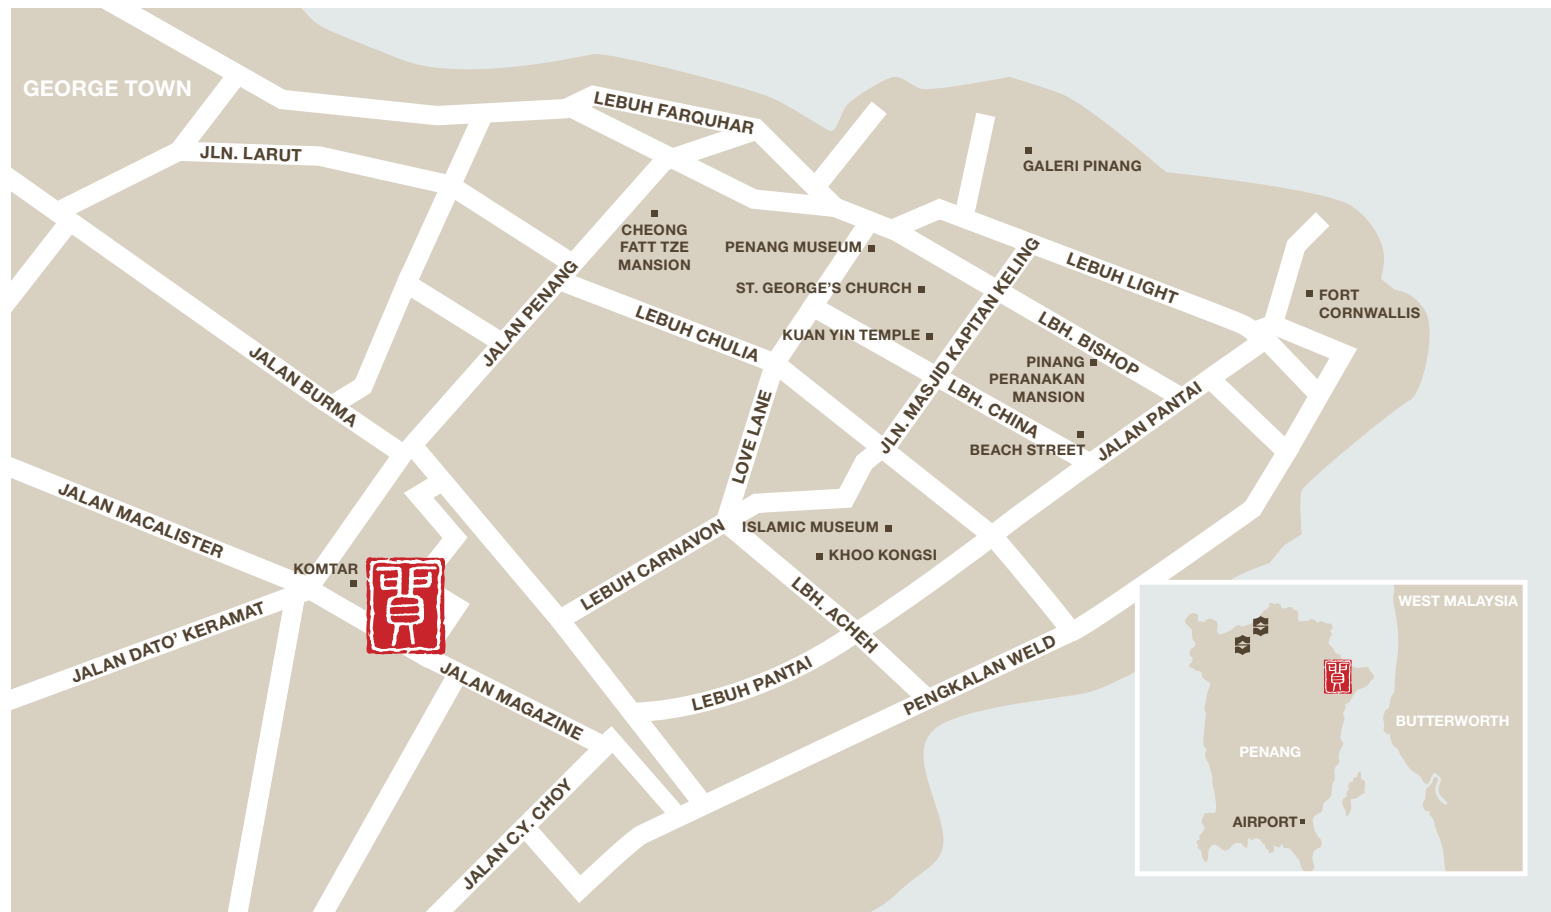 GEORGE TOWN
LEBUH FARQUHAR
JLN. LARUT
GALERI PINANG
CHEONG
FATT TZE
MANSION
PENANG MUSEUM
ST. GEORGE'S CHURCH
JALAN PENANG
LEBUH CHULIA
KUAN YIN TEMPLE
JLN. MASJID KAPITAN KELING
LEBUH LIGHT
FORT
CORNWALLIS
LBH. BISHOP
PINANG
PERANAKAN
MANSION
LBH. CHINA
JALAN PANTAI
BEACH STREET
JALAN BURMA
LOVE LANE
JALAN MACALISTER
KOMTAR
ISLAMIC MUSEUM
KHOO KONGSI
LEBUH CARNAVON
LBH. ACHEH
JALAN DATO' KERAMAT
JALAN MAGAZINE
LEBUH PANTAI
PENGKALAN WELD
JALAN C.Y. CHOY
WEST MALAYSIA
BUTTERWORTH
PENANG
AIRPORT